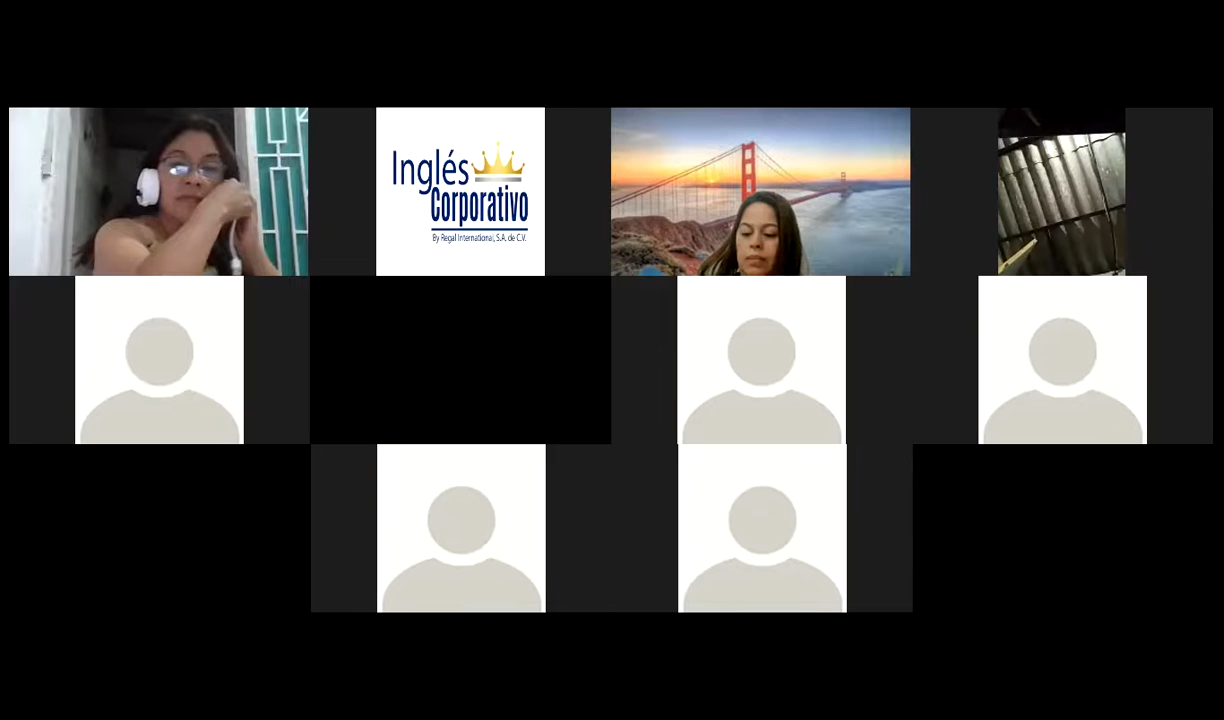 Inglés
Corporativo
By Regal International, S.A. de C.V.